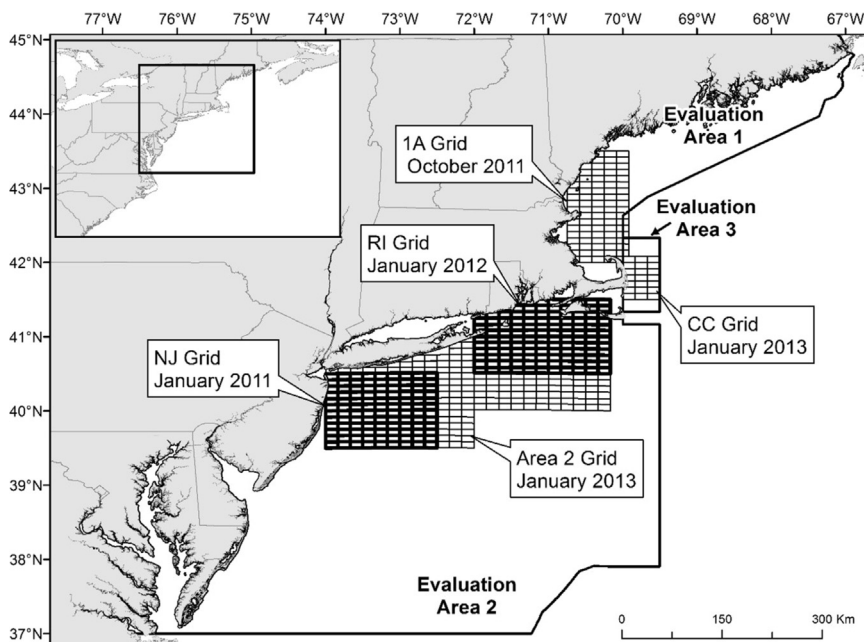 77°W 76°W 75°W 74°W 73°W 72°W 71°W 70°W 69°W 68°W 67°W
45°N
44°N
43°N
42°N
41°N
40°N
39°N
38°N
37°N
Evaluation
Area 1
1A Grid
October 2011
Evaluation
Area 3
RI Grid
January 2012
CC Grid
January 2013
NJ Grid
January 2011
Area 2 Grid
January 2013
Evaluation
Area 2
0 150 300 Km